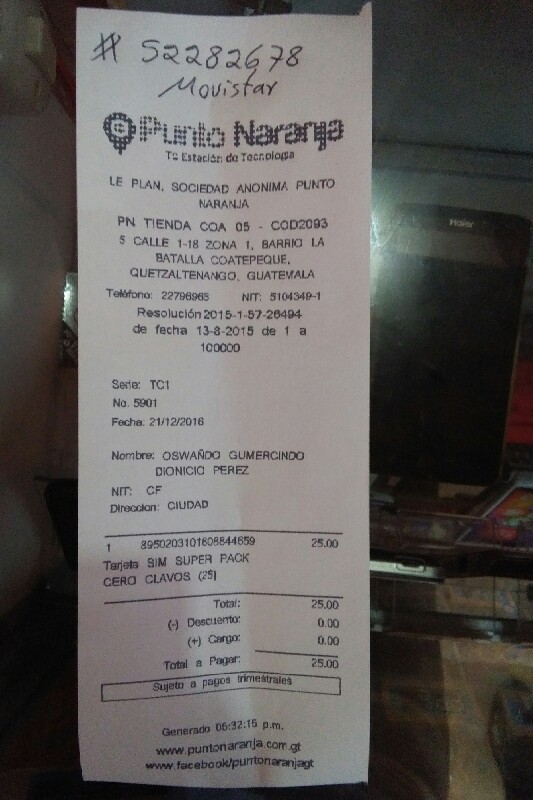 # 52282678
Movistar
Punto Naranja
Tu Estación de Tecnología
LE PLAN, SOCIEDAD ANONIMA PUNTO
NARANJA
PN TIENDA COA 05 - COD2093
5 CALLE 1-18 ZONA 1, BARRIO LA
BATALLA COATEPEQUE,
QUETZALTENANGO, GUATEMALA
Teléfono: 22796965 NIT: 5104349-1
Resolución 2015-1-57-26494
de fecha 13-8-2015 de 1 a
100000
Serie: TC1
No. 5901
Fecha: 21/12/2016
Nombre: OSWAÑDO GUMERCINDO
DIONICIO PEREZ
NIT: CF
Direccion: CIUDAD
1 8950203101608844659 25.00
Tarjeta SIM SUPER PACK
CERO CLAVOS (25)
Total: 25.00
(-) Descuento: 0.00
(+) Cargo: 0.00
Total a Pagar: 25.00
Sujeto a pagos trimestrales
Generado 06:32:15 p.m.
www.puntonaranja.com.gt
www.facebook/puntonaranjagt
Haier